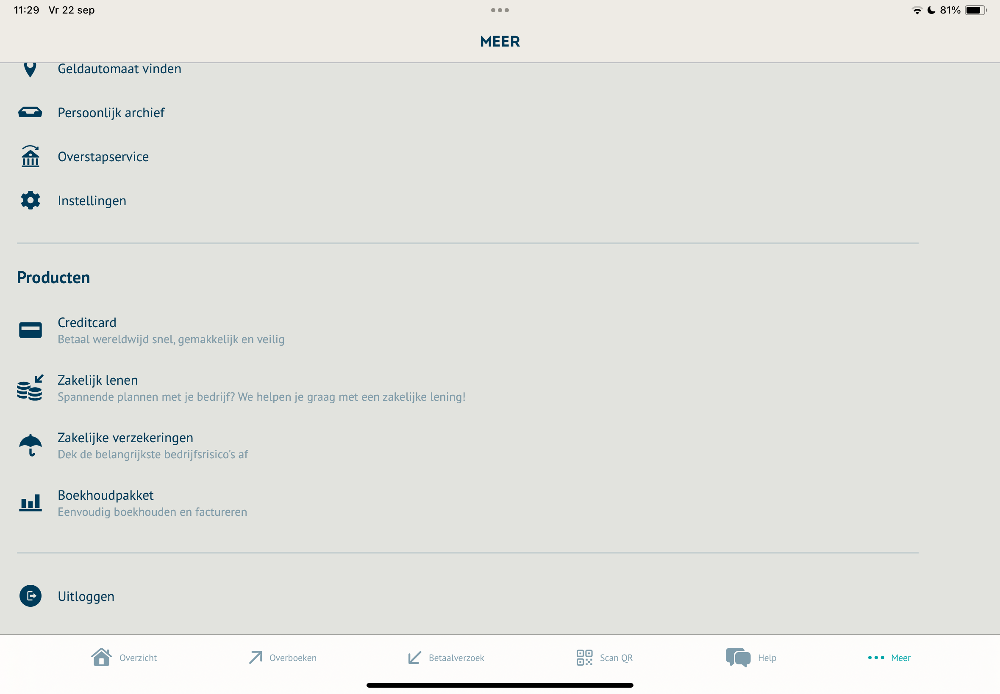 11:29 Vr 22 sep
81%
MEER
Geldautomaat vinden
Persoonlijk archief
Overstapservice
Instellingen
Producten
Creditcard
Betaal wereldwijd snel, gemakkelijk en veilig
Zakelijk lenen
Spannende plannen met je bedrijf? We helpen je graag met een zakelijke lening!
Zakelijke verzekeringen
Dek de belangrijkste bedrijfsrisico's af
Boekhoudpakket
Eenvoudig boekhouden en factureren
Uitloggen
Overzicht
Overboeken
Betaalverzoek
Scan QR
Help
Meer